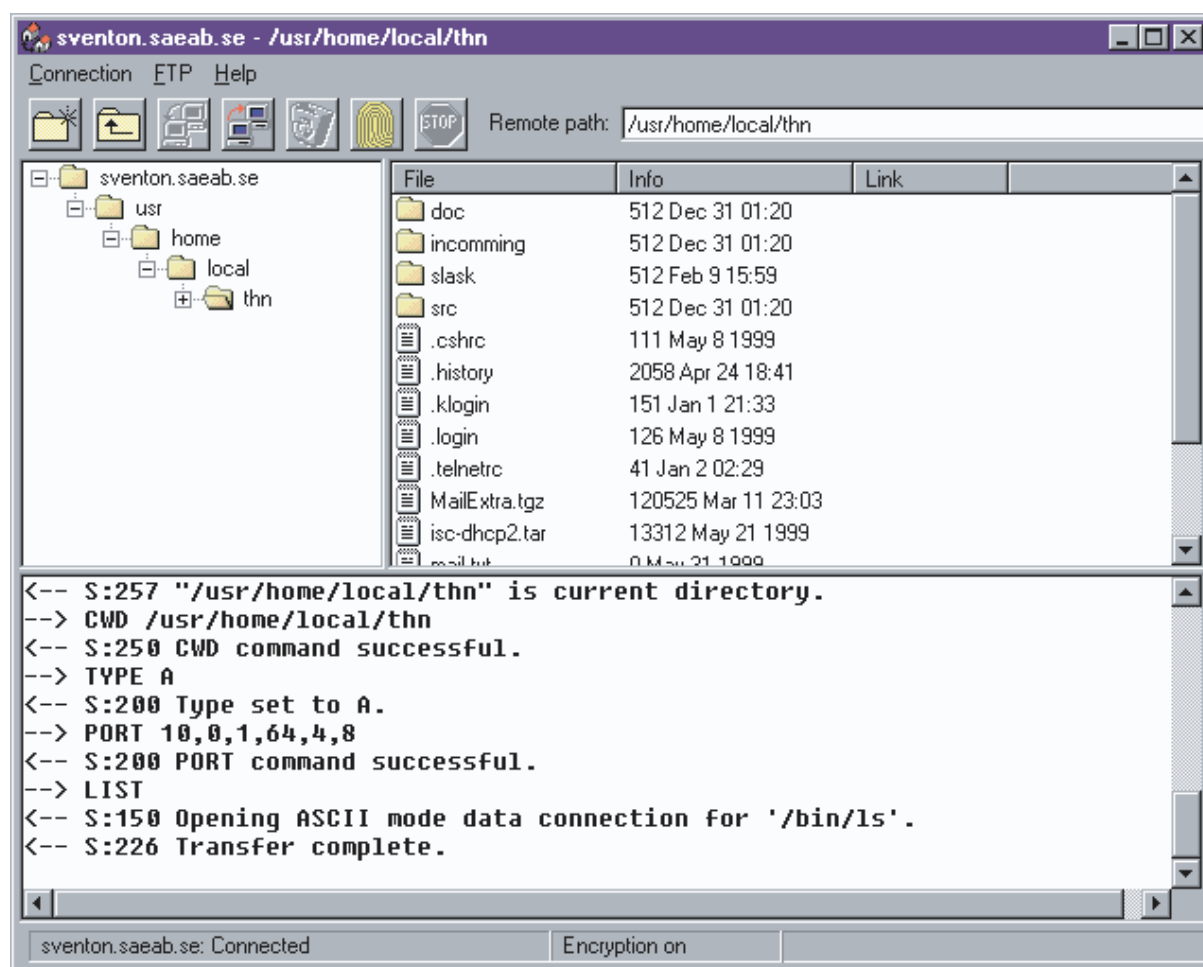 sventon.saeab.se - /usr/home/local/thn
Connection FTP Help
STOP Remote path: /usr/home/local/thn
sventon.saeab.se
usr
home
local
thn
File Info Link
doc 512 Dec 31 01:20
incomming 512 Dec 31 01:20
slask 512 Feb 9 15:59
src 512 Dec 31 01:20
.cshrc 111 May 8 1999
.history 2058 Apr 24 18:41
.klogin 151 Jan 1 21:33
.login 126 May 8 1999
.telnetrc 41 Jan 2 02:29
MailExtra.tgz 120525 Mar 11 23:03
isc-dhcp2.tar 13312 May 21 1999
0 May 31 1999
<-- S:257 "/usr/home/local/thn" is current directory.
--> CWD /usr/home/local/thn
<-- S:250 CWD command successful.
--> TYPE A
<-- S:200 Type set to A.
--> PORT 10,0,1,64,4,8
<-- S:200 PORT command successful.
--> LIST
<-- S:150 Opening ASCII mode data connection for '/bin/ls'.
<-- S:226 Transfer complete.
sventon.saeab.se: Connected Encryption on